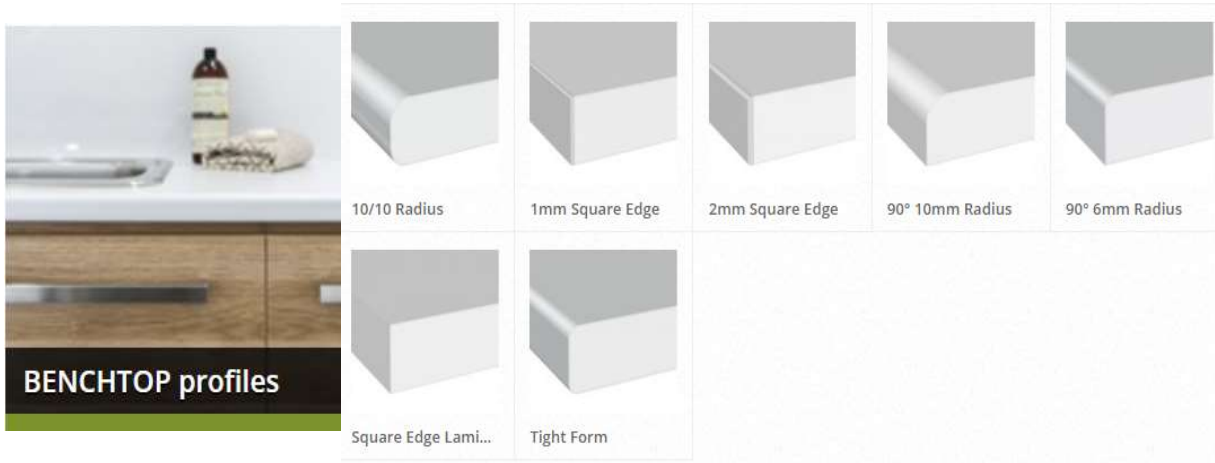 BENCHTOP profiles
10/10 Radius
1mm Square Edge
2mm Square Edge
90° 10mm Radius
90° 6mm Radius
Square Edge Lami...
Tight Form